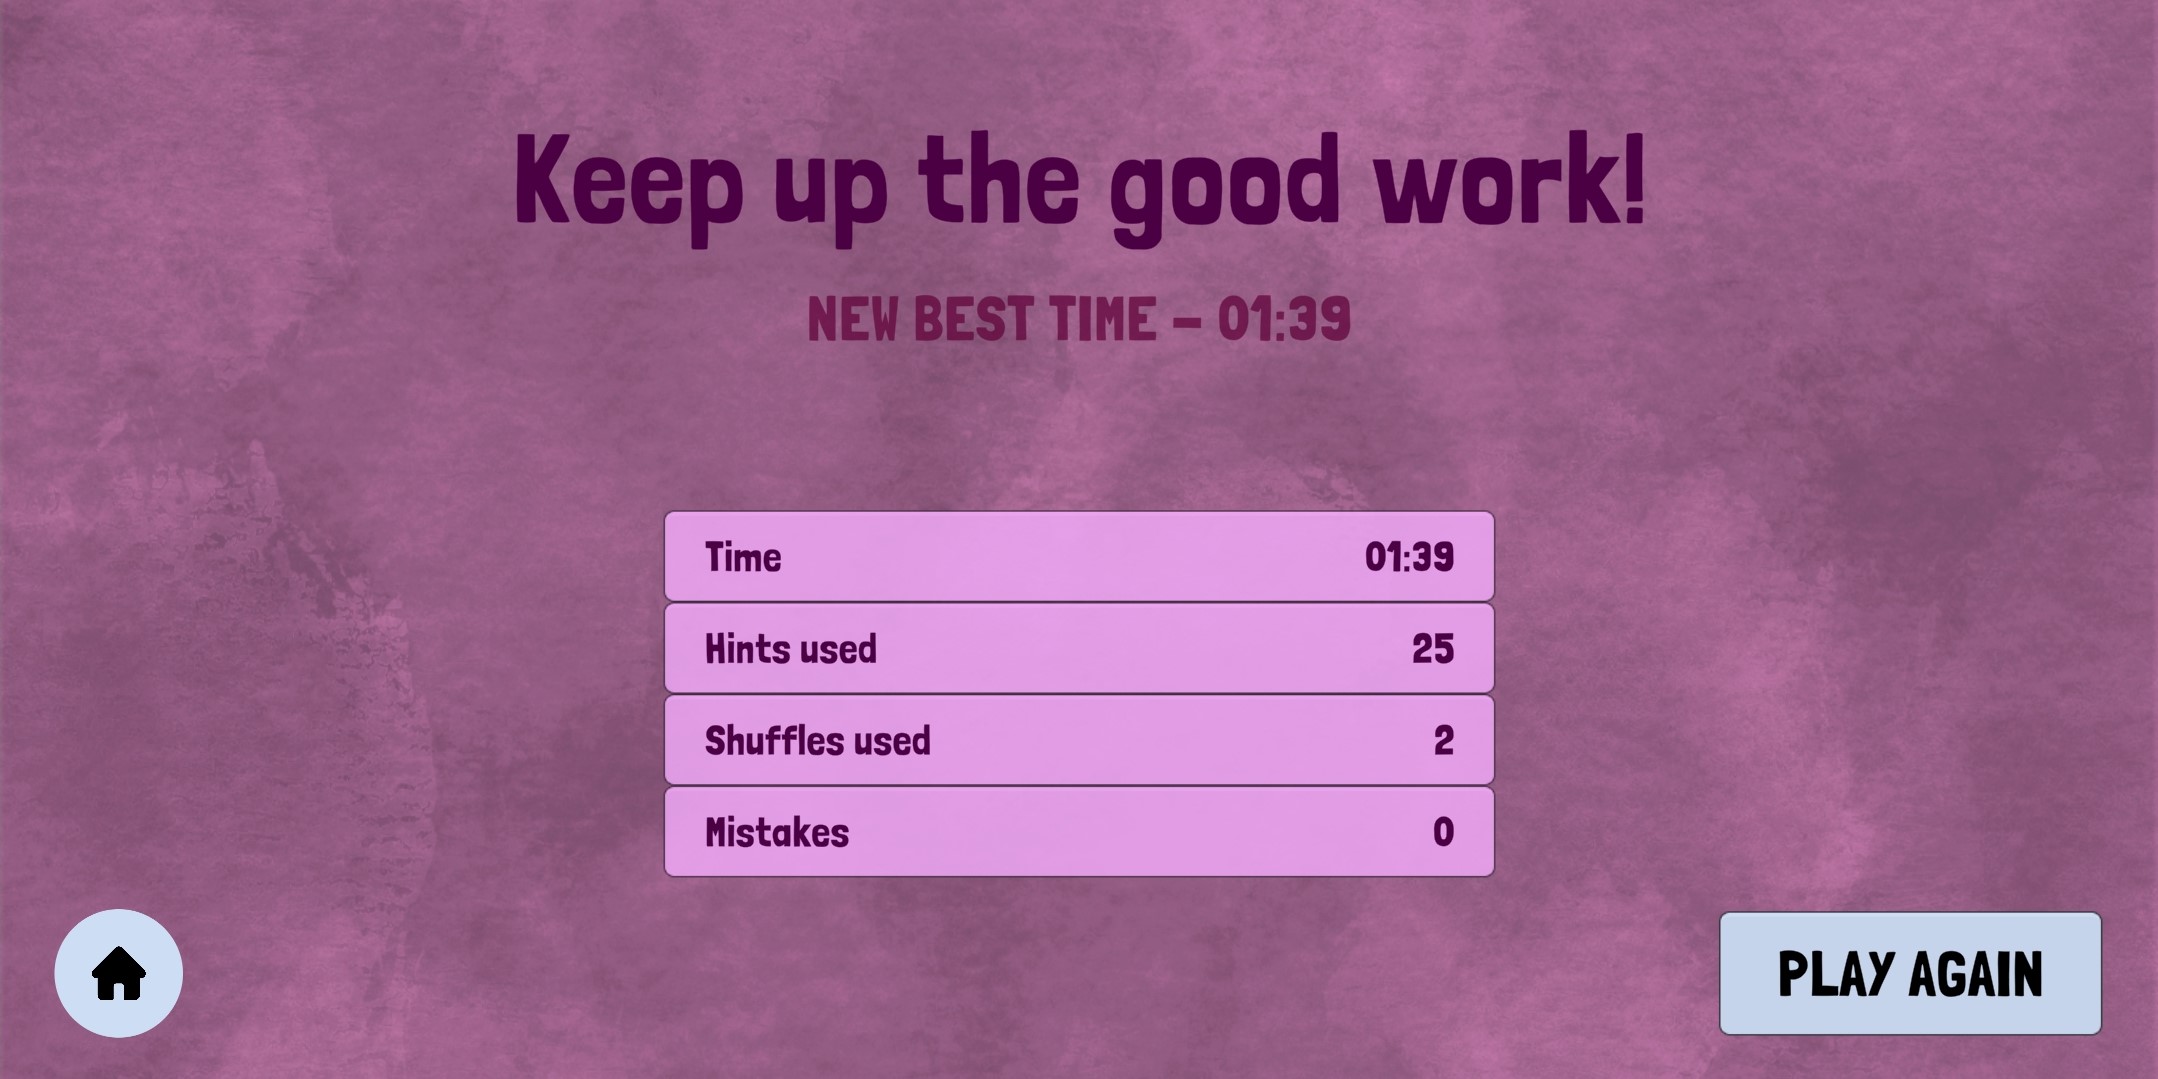 Keep up the good work!
NEW BEST TIME – 01:39
Time 01:39
Hints used 25
Shuffles used 2
Mistakes 0
PLAY AGAIN